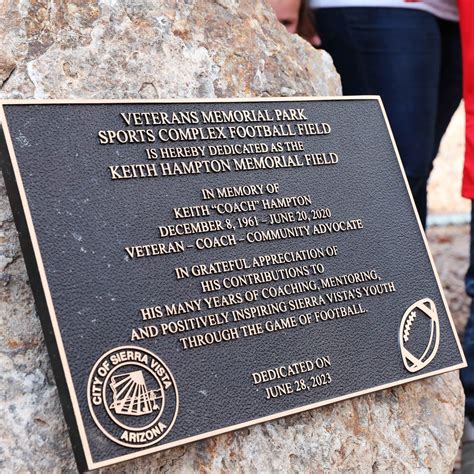 VETERANS MEMORIAL PARK
SPORTS COMPLEX FOOTBALL FIELD
IS HEREBY DEDICATED AS THE
KEITH HAMPTON MEMORIAL FIELD
IN MEMORY OF
KEITH "COACH" HAMPTON
DECEMBER 8, 1961 – JUNE 20, 2020
VETERAN – COACH – COMMUNITY ADVOCATE
IN GRATEFUL APPRECIATION OF
HIS CONTRIBUTIONS TO
HIS MANY YEARS OF COACHING, MENTORING,
AND POSITIVELY INSPIRING SIERRA VISTA'S YOUTH
THROUGH THE GAME OF FOOTBALL.
DEDICATED ON
JUNE 28, 2023
CITY OF SIERRA VISTA
ARIZONA